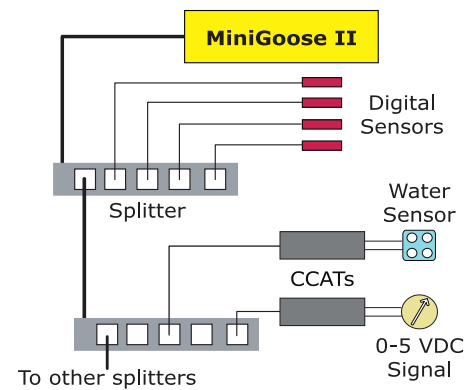 MiniGoose II
Digital
Sensors
Splitter
Water
Sensor
CCATs
0-5 VDC
Signal
To other splitters